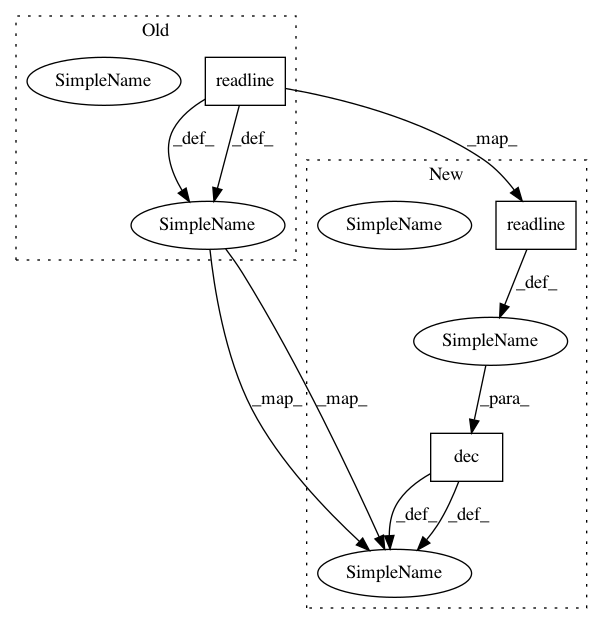 Old
SimpleName
readline
_def_
_def_
_map_
New
SimpleName
SimpleName
readline
_def_
SimpleName
_map_
_map_
_para_
dec
_def_
_def_
SimpleName